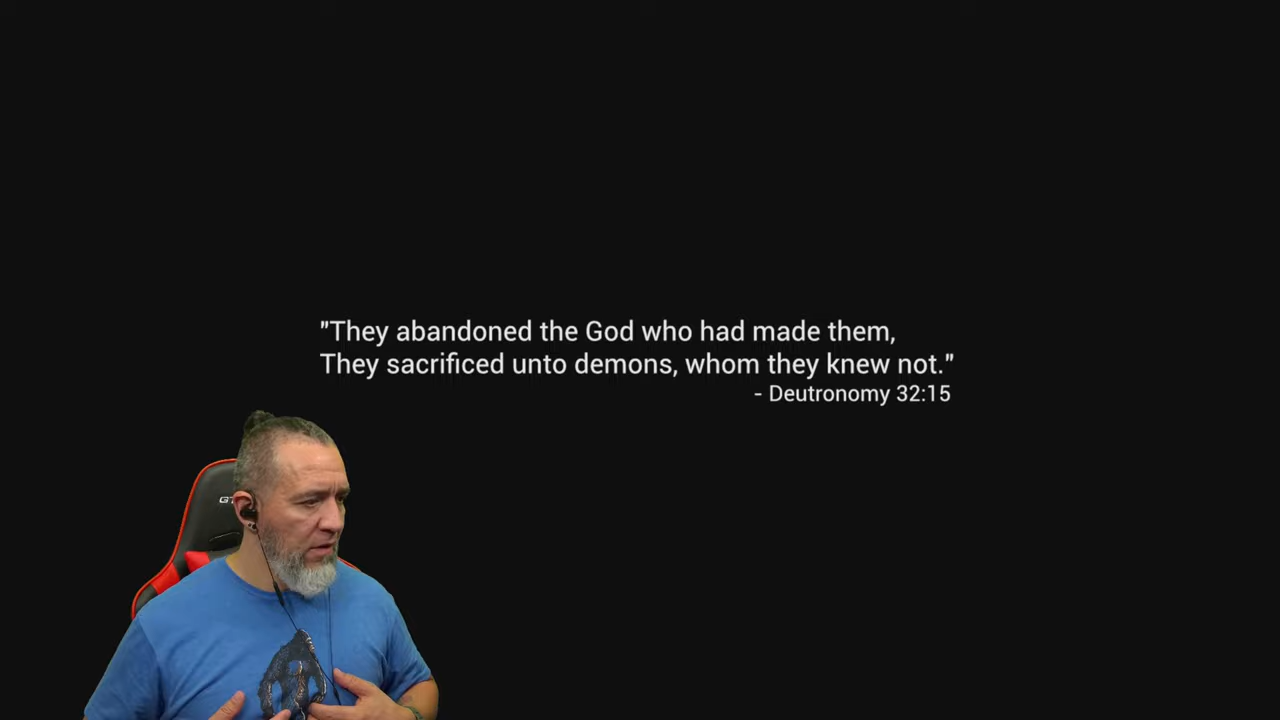 "They abandoned the God who had made them,
They sacrificed unto demons, whom they knew not."
- Deutronomy 32:15